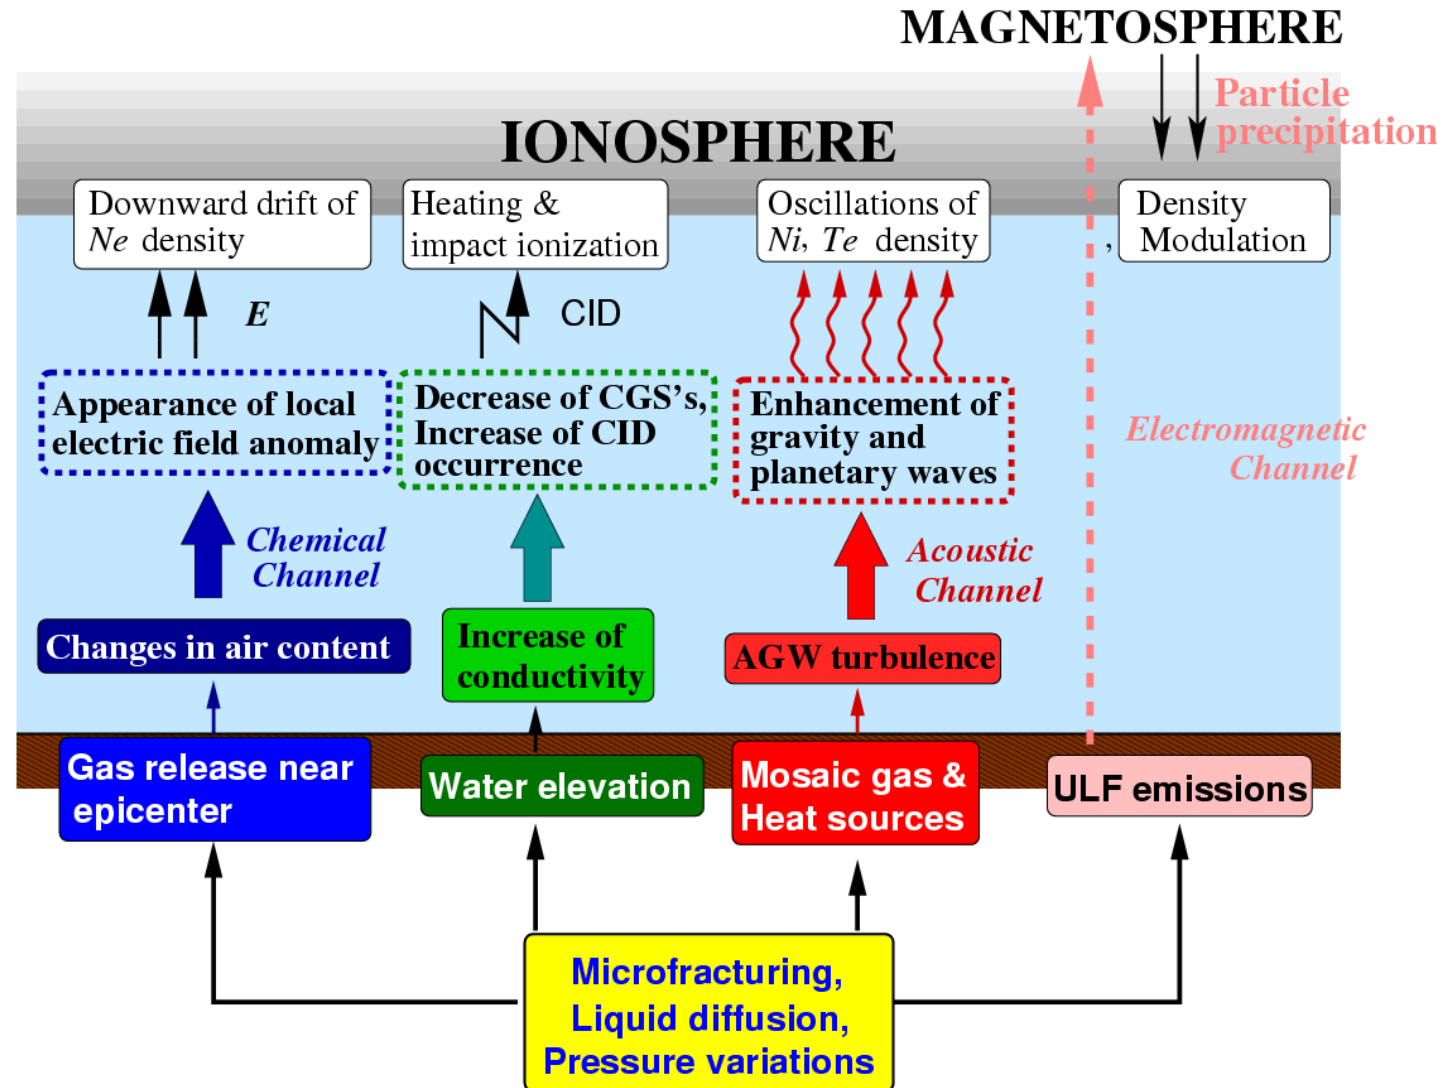 MAGNETOSPHERE
Particle
precipitation
IONOSPHERE
Downward drift of
Ne density
Heating &
impact ionization
Oscillations of
Ni, Te density
,
Density
Modulation
E
CID
Appearance of local
electric field anomaly
Decrease of CGS's,
Increase of CID
occurrence
Enhancement of
gravity and
planetary waves
Electromagnetic
Channel
Chemical
Channel
Acoustic
Channel
Changes in air content
Increase of
conductivity
AGW turbulence
Gas release near
epicenter
Water elevation
Mosaic gas &
Heat sources
ULF emissions
Microfracturing,
Liquid diffusion,
Pressure variations